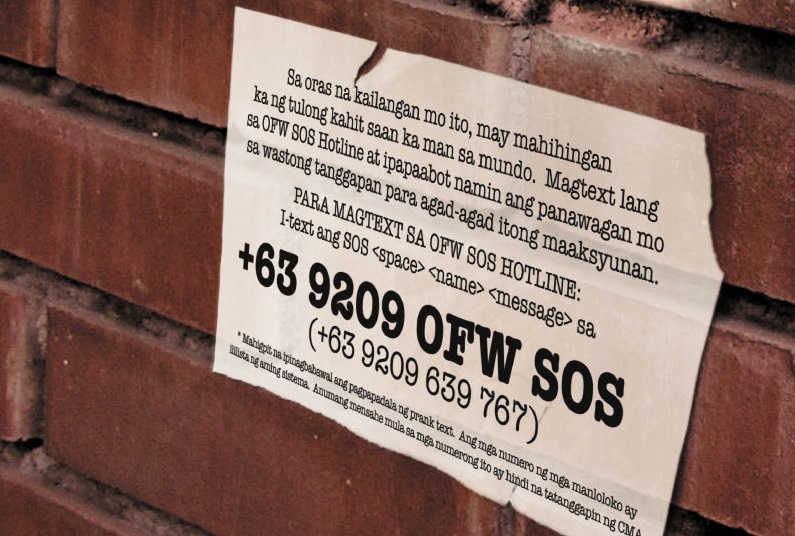 Sa oras na kailangan mo ito, may mahihingan
ka ng tulong kahit saan ka man sa mundo. Magtext lang
sa OFW SOS Hotline at ipapaabot namin ang panawagan mo
sa wastong tanggapan para agad-agad itong maaksyunan.
PARA MAGTEXT SA OFW SOS HOTLINE:
I-text ang SOS <space> <name> <message> sa
+63 9209 OFW SOS
(+63 9209 639 767)
* Mahigpit na ipinagbabawal ang pagpapadala ng prank text. Ang mga numero ng mga manloloko ay
ililista ng aming sistema. Anumang mensahe mula sa mga numerong ito ay hindi na tatanggapin ng CMA